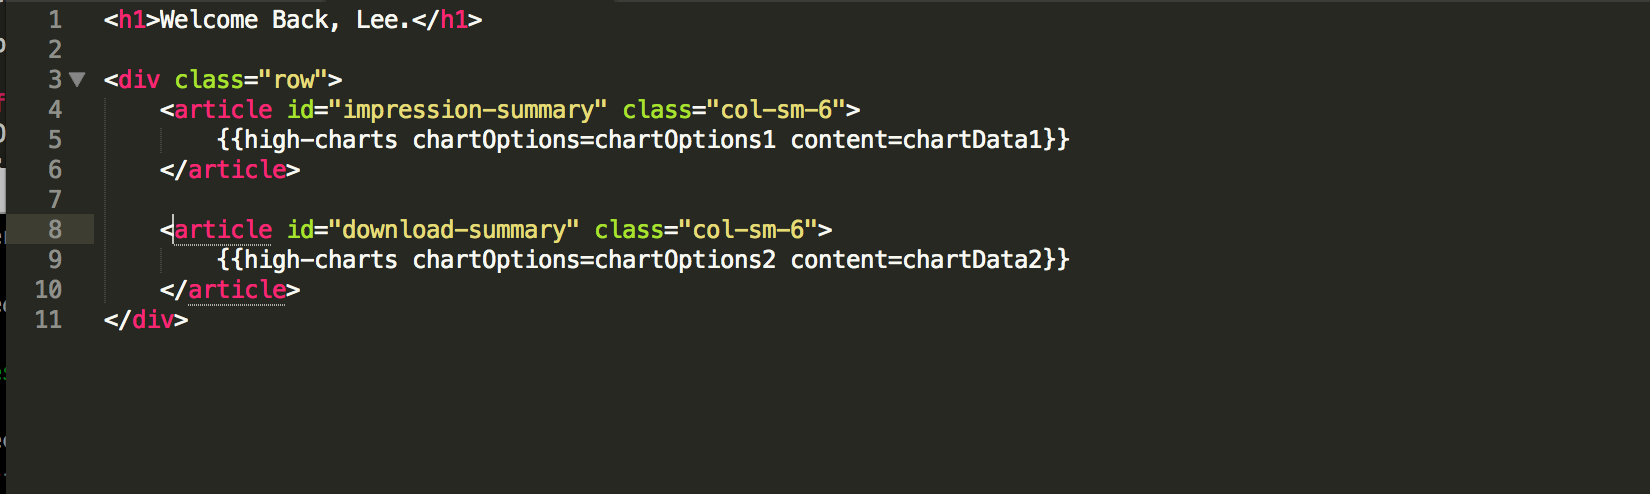 1 <h1>Welcome Back, Lee.</h1>
2
3 <div class="row">
4 <article id="impression-summary" class="col-sm-6">
5 {{high-charts chartOptions=chartOptions1 content=chartData1}}
6 </article>
7
8 <article id="download-summary" class="col-sm-6">
9 {{high-charts chartOptions=chartOptions2 content=chartData2}}
10 </article>
11 </div>